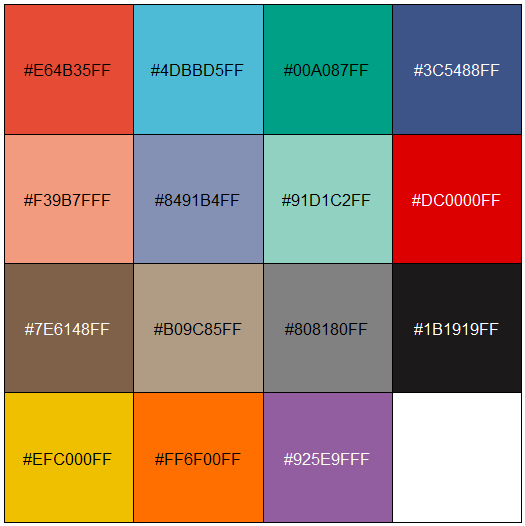 #E64B35FF #4DBBD5FF #00A087FF #3C5488FF
#F39B7FFF #8491B4FF #91D1C2FF #DC0000FF
#7E6148FF #B09C85FF #808180FF #1B1919FF
#EFC000FF #FF6F00FF #925E9FFF